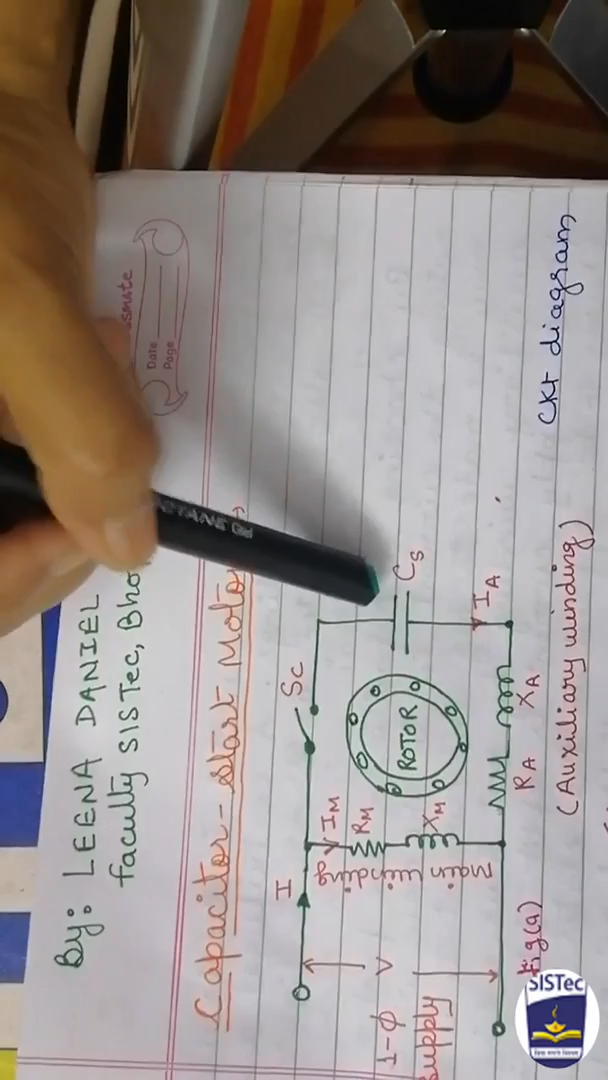 By: LEENA DANIEL
faculty SISTec, Bho
smate
Date
Page
Capacitor-start Motor
I
Sc
IM
RM
XM
Main
winding
ROTOR
Cs
IA
1-φ
supply
V
RA XA
(Auxiliary winding)
Fig(a)
Ckt diagram
SISTec